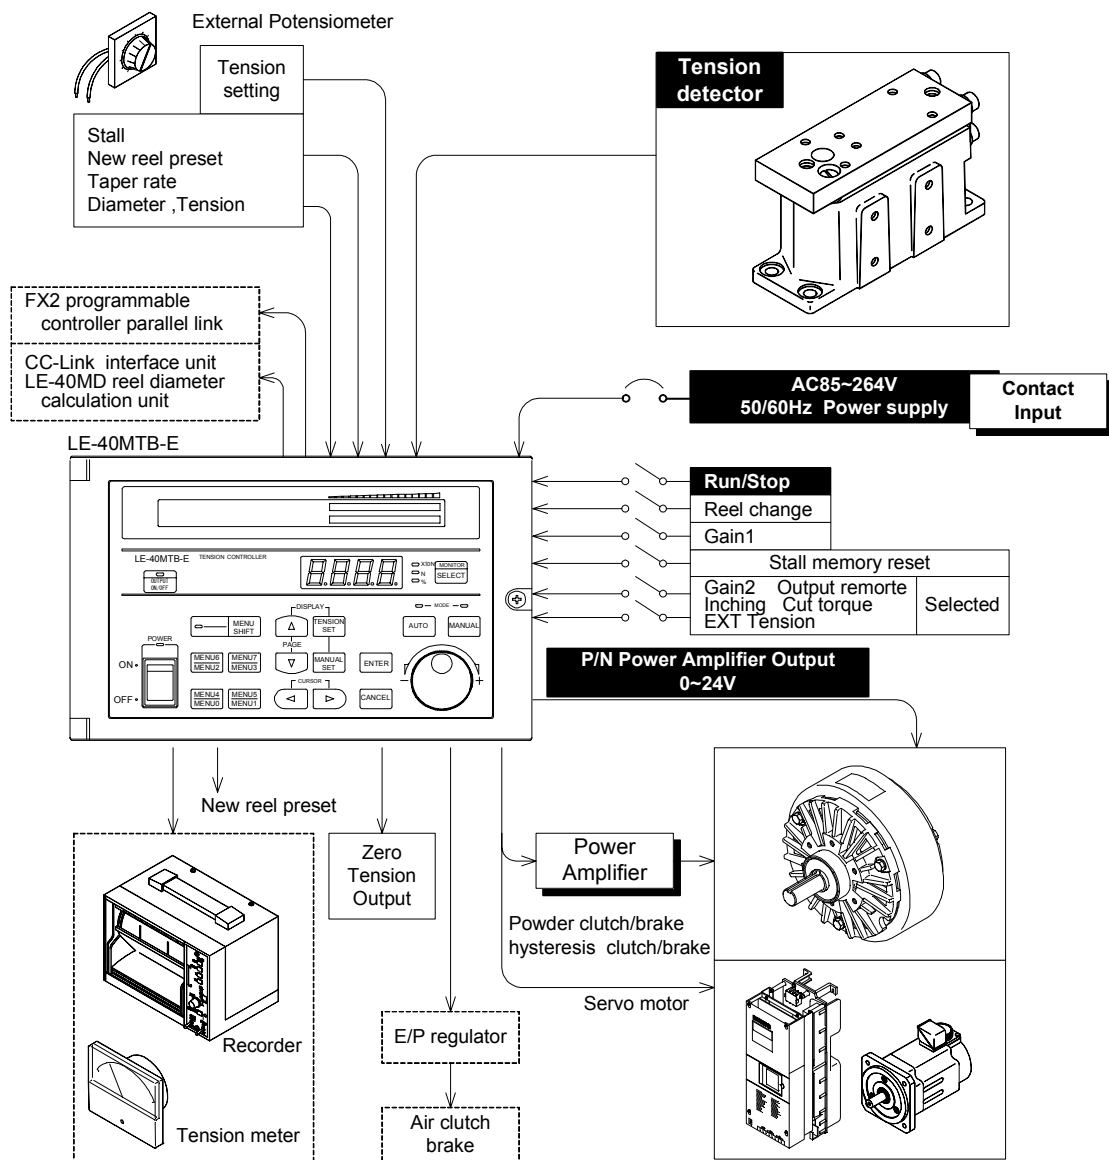 External Potensiometer
Tension
setting
Stall
New reel preset
Taper rate
Diameter ,Tension
Tension
detector
FX2 programmable
controller parallel link
CC-Link interface unit
LE-40MD reel diameter
calculation unit
AC85~264V
50/60Hz Power supply
Contact
Input
LE-40MTB-E
Run/Stop
Reel change
Gain1
Stall memory reset
Gain2 Output remorte
Inching Cut torque
EXT Tension
Selected
LE-40MTB-E TENSION CONTROLLER
OUTPUT
ON/OFF
8.8.8.8.
X10N
N
%
MONITOR
SELECT
MENU
SHIFT
DISPLAY
TENSION
SET
MODE
AUTO
MANUAL
POWER
ON
OFF
PAGE
MENU6
MENU2
MENU7
MENU3
MANUAL
SET
ENTER
CURSOR
MENU4
MENU0
MENU5
MENU1
CANCEL
− +
P/N Power Amplifier Output
0~24V
New reel preset
Zero
Tension
Output
Power
Amplifier
Powder clutch/brake
hysteresis clutch/brake
Servo motor
Recorder
Tension meter
E/P regulator
Air clutch
brake